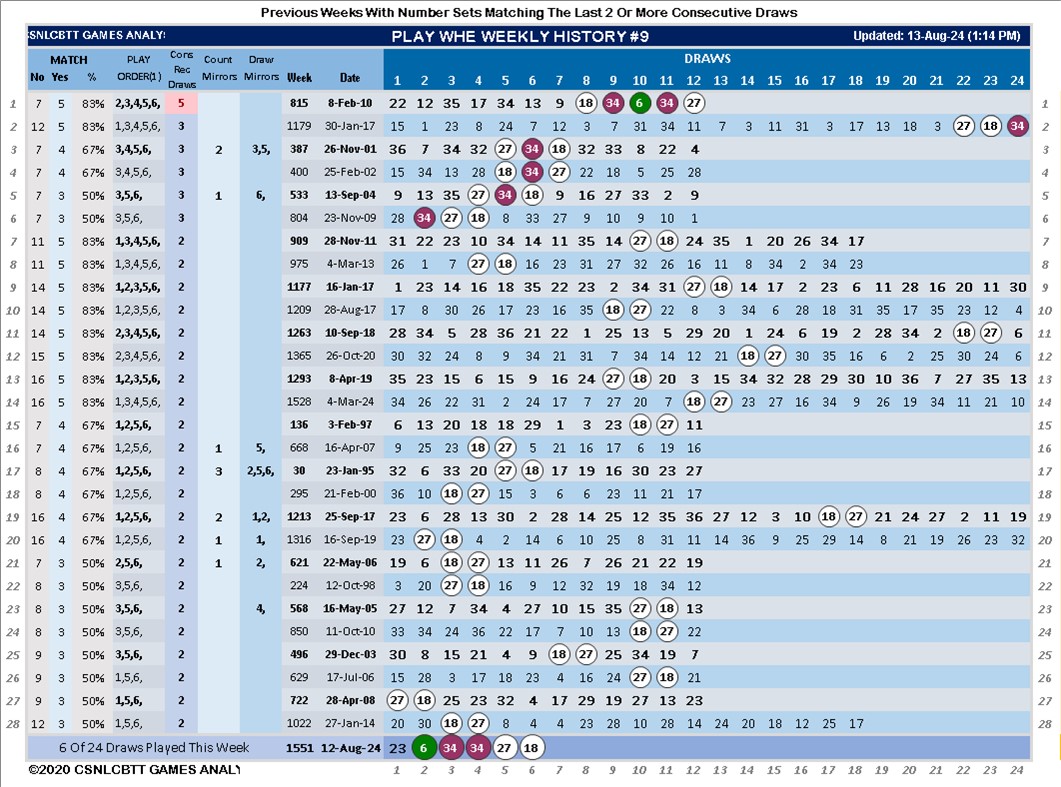 Previous Weeks With Number Sets Matching The Last 2 Or More Consecutive Draws
CSNLCBTT GAMES ANALY PLAY WHE WEEKLY HISTORY #9 Updated: 13-Aug-24 (1:14 PM)
MATCH PLAY Cons Count Draw DRAWS
No Yes % ORDER(1) Rec Draws Mirrors Mirrors Week Date 1 2 3 4 5 6 7 8 9 10 11 12 13 14 15 16 17 18 19 20 21 22 23 24
1 7 5 83% 2,3,4,5,6, 5 815 8-Feb-10 22 12 35 17 34 13 9 18 34 6 34 27 1
2 12 5 83% 1,3,4,5,6, 3 1179 30-Jan-17 15 1 23 8 24 7 12 3 7 31 34 11 7 3 11 31 3 17 13 18 3 22 27 18 34 2
3 7 4 67% 3,4,5,6, 3 2 3,5, 387 26-Nov-01 36 7 34 32 27 34 18 32 33 8 22 4 3
4 7 4 67% 3,4,5,6, 3 400 25-Feb-02 15 34 13 28 18 34 27 22 18 5 25 28 4
5 7 3 50% 3,5,6, 3 1 6, 533 13-Sep-04 9 13 35 27 34 18 9 16 27 33 2 9 5
6 7 3 50% 3,5,6, 3 804 23-Nov-09 28 34 27 18 8 33 27 9 10 9 10 1 6
7 11 5 83% 1,3,4,5,6, 2 909 28-Nov-11 31 22 23 10 34 14 11 35 14 27 18 24 35 1 20 26 34 17 7
8 11 5 83% 1,3,4,5,6, 2 975 4-Mar-13 26 1 7 27 18 16 23 31 27 32 26 16 11 8 34 2 34 23 8
9 14 5 83% 1,2,3,5,6, 2 1177 16-Jan-17 1 23 14 16 18 35 22 23 2 34 31 27 18 14 17 2 23 6 11 28 16 20 11 30 9
10 14 5 83% 1,2,3,5,6, 2 1209 28-Aug-17 17 8 30 26 17 23 16 35 18 27 22 8 3 34 6 28 18 31 35 17 35 23 12 4 10
11 14 5 83% 2,3,4,5,6, 2 1263 10-Sep-18 28 34 5 28 36 21 22 1 25 13 5 29 20 1 24 6 19 2 28 34 2 18 27 6 11
12 15 5 83% 2,3,4,5,6, 2 1365 26-Oct-20 30 32 24 8 9 34 21 31 7 34 14 12 21 18 27 30 35 16 6 2 25 30 24 6 12
13 16 5 83% 1,2,3,5,6, 2 1293 8-Apr-19 35 23 15 6 15 9 16 24 27 18 20 3 15 34 32 28 29 30 10 36 7 27 35 13 13
14 16 5 83% 1,3,4,5,6, 2 1528 4-Mar-24 34 26 22 31 2 24 17 7 27 20 7 18 27 23 27 16 34 9 26 19 34 11 21 10 14
15 7 4 67% 1,2,5,6, 2 136 3-Feb-97 6 13 20 18 18 29 1 3 23 18 27 11 15
16 7 4 67% 1,2,5,6, 2 1 5, 668 16-Apr-07 9 25 23 18 27 5 21 16 17 6 19 16 16
17 8 4 67% 1,2,5,6, 2 3 2,5,6, 30 23-Jan-95 32 6 33 20 27 18 17 19 16 30 23 27 17
18 8 4 67% 1,2,5,6, 2 295 21-Feb-00 36 10 18 27 15 3 6 6 23 11 21 17 18
19 16 4 67% 1,2,5,6, 2 2 1,2, 1213 25-Sep-17 23 6 28 13 30 2 28 14 25 12 35 36 27 12 3 10 18 27 21 24 27 2 11 19 19
20 16 4 67% 1,2,5,6, 2 1 1, 1316 16-Sep-19 23 27 18 4 2 14 6 10 25 8 31 11 14 36 9 25 29 14 8 21 19 26 23 32 20
21 7 3 50% 2,5,6, 2 1 2, 621 22-May-06 19 6 18 27 13 11 26 7 26 21 22 19 21
22 8 3 50% 3,5,6, 2 224 12-Oct-98 3 20 27 18 16 9 12 32 19 18 34 12 22
23 8 3 50% 3,5,6, 2 4, 568 16-May-05 27 12 7 34 4 27 10 15 35 27 18 13 23
24 8 3 50% 3,5,6, 2 850 11-Oct-10 33 34 24 36 22 17 7 10 13 18 27 22 24
25 9 3 50% 3,5,6, 2 496 29-Dec-03 30 8 15 21 4 9 18 27 25 34 19 7 25
26 9 3 50% 1,5,6, 2 629 17-Jul-06 15 28 3 17 18 23 4 16 24 27 18 21 26
27 9 3 50% 1,5,6, 2 722 28-Apr-08 27 18 25 23 32 4 17 29 19 27 13 23 27
28 12 3 50% 1,5,6, 2 1022 27-Jan-14 20 30 18 27 8 4 4 23 28 10 28 14 24 20 18 12 25 17 28
6 Of 24 Draws Played This Week 1551 12-Aug-24 23 6 34 34 27 18
©2020 CSNLCBTT GAMES ANALY 1 2 3 4 5 6 7 8 9 10 11 12 13 14 15 16 17 18 19 20 21 22 23 24